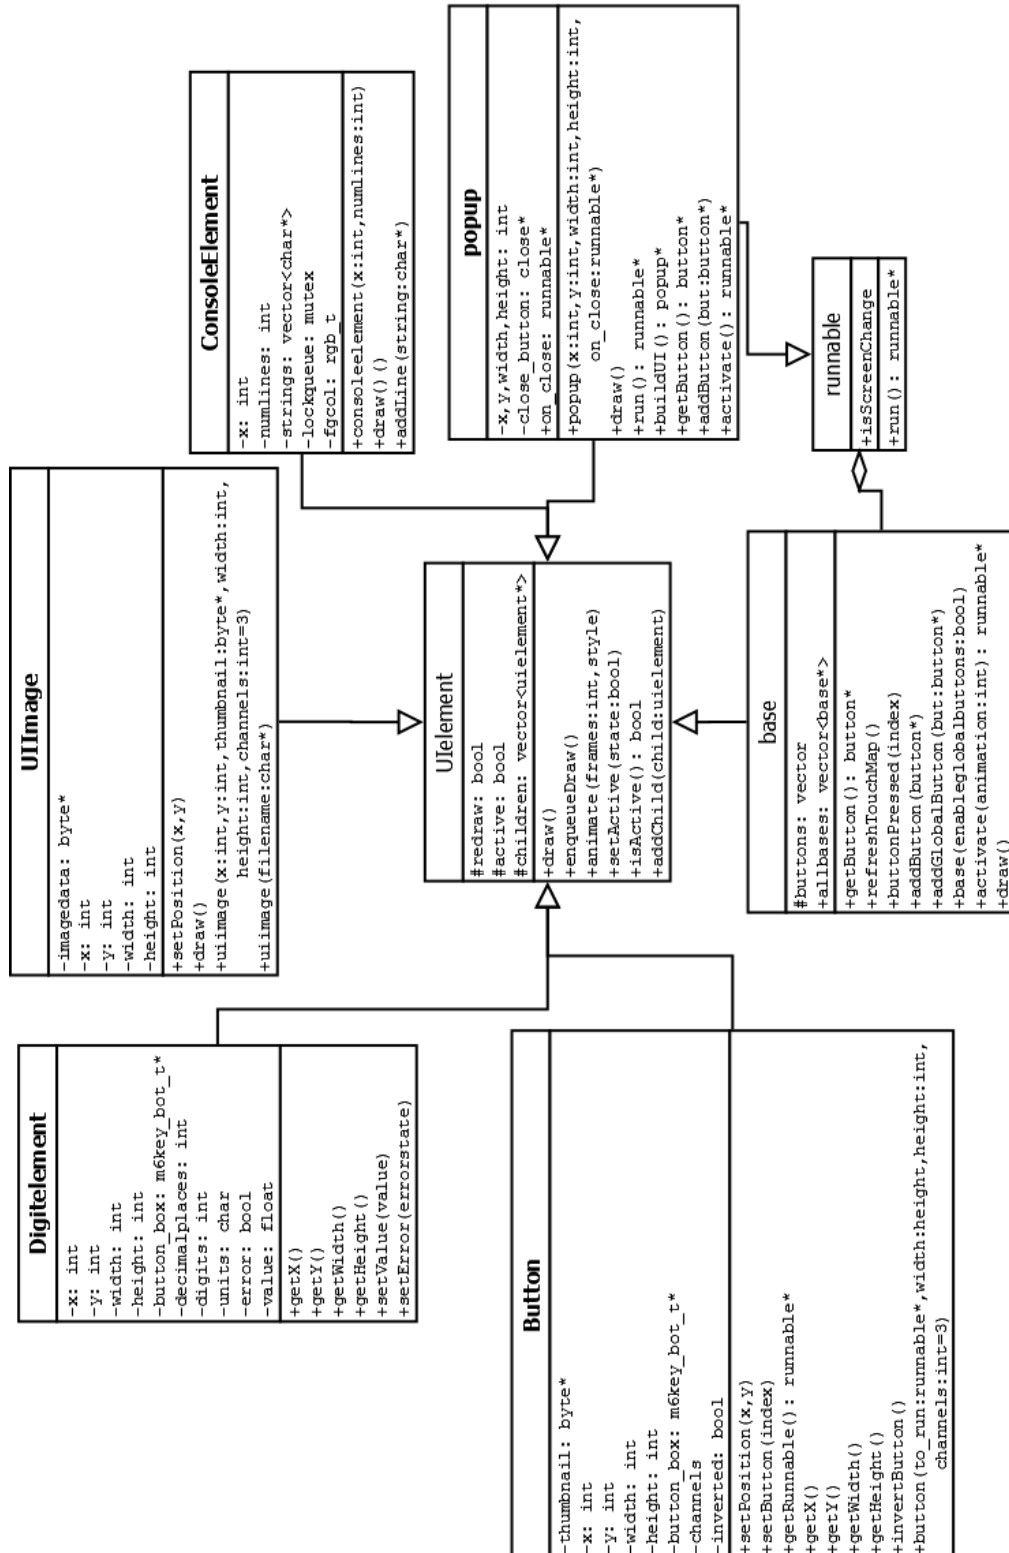 Digitelement
-x: int
-y: int
-width: int
-height: int
-button_box: m6key_bot_t*
-decimalplaces: int
-digits: int
-units: char
-error: bool
-value: float
+getX()
+getY()
+getWidth()
+getHeight()
+setValue(value)
+setError(errorstate)
UIImage
-imagedata: byte*
-x: int
-y: int
-width: int
-height: int
+setPosition(x,y)
+draw()
+uiimage(x:int,y:int,thumbnail:byte*,width:int,
height:int,channels:int=3)
+uiimage(filename:char*)
ConsoleElement
-x: int
-numlines: int
-strings: vector<char*>
-lockqueue: mutex
-fgcol: rgb_t
+consoleelement(x:int,numlines:int)
+draw()()
+addLine(string:char*)
UIelement
#redraw: bool
#active: bool
#children: vector<uielement*>
+draw()
+enqueueDraw()
+animate(frames:int,style)
+setActive(state:bool)
+isActive(): bool
+addChild(child:uielement)
popup
-x,y,width,height: int
-close_button: close*
+on_close: runnable*
+popup(x:int,y:int,width:int,height:int,
on_close:runnable*)
+draw()
+run(): runnable*
+buildUI(): popup*
+getButton(): button*
+addButton(but:button*)
+activate(): runnable*
Button
-thumbnail: byte*
-x: int
-y: int
-width: int
-height: int
-button_box: m6key_bot_t*
-channels
-inverted: bool
+setPosition(x,y)
+setButton(index)
+getRunnable(): runnable*
+getX()
+getY()
+getWidth()
+getHeight()
+invertButton()
+button(to_run:runnable*,width:height,height:int,
channels:int=3)
base
#buttons: vector
+allbases: vector<base*>
+getButton(): button*
+refreshTouchMap()
+buttonPressed(index)
+addButton(button*)
+addGlobalButton(but:button*)
+base(enableglobalbuttons:bool)
+activate(animation:int): runnable*
+draw()
runnable
+isScreenChange
+run(): runnable*